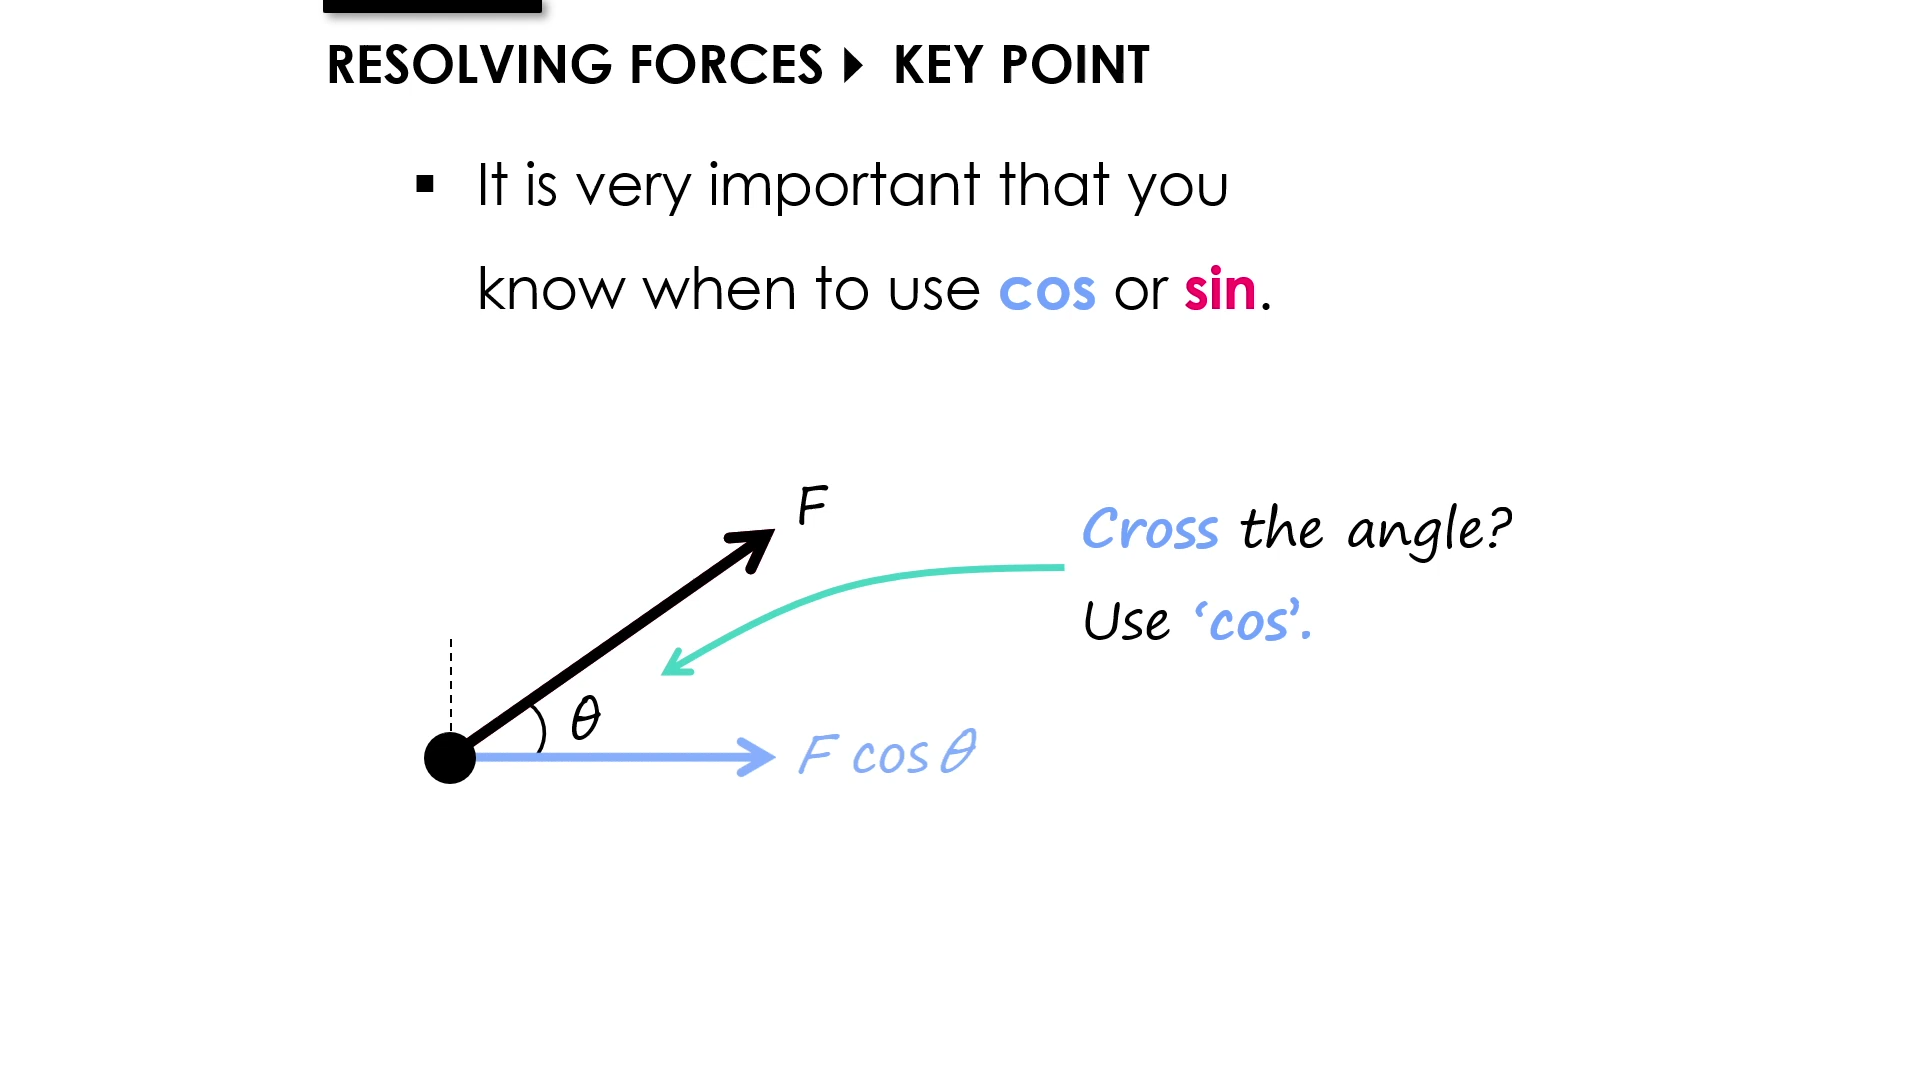 RESOLVING FORCES ▸ KEY POINT
▪ It is very important that you
know when to use cos or sin.
F
Cross the angle?
Use ‘cos’.
θ
F cos θ